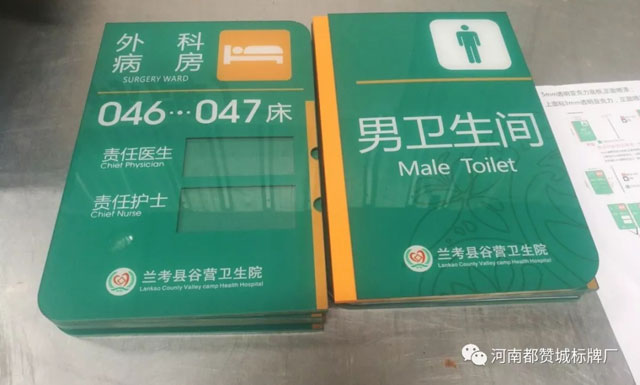 外科
病房
SURGERY WARD
046···047床
责任医生
Chief Physician
责任护士
Chief Nurse
兰考县谷营卫生院
Lankao County Valley camp Health Hospital
男卫生间
Male Toilet
兰考县谷营卫生院
Lankao County Valley camp Health Hospital
河南都赞城标牌厂